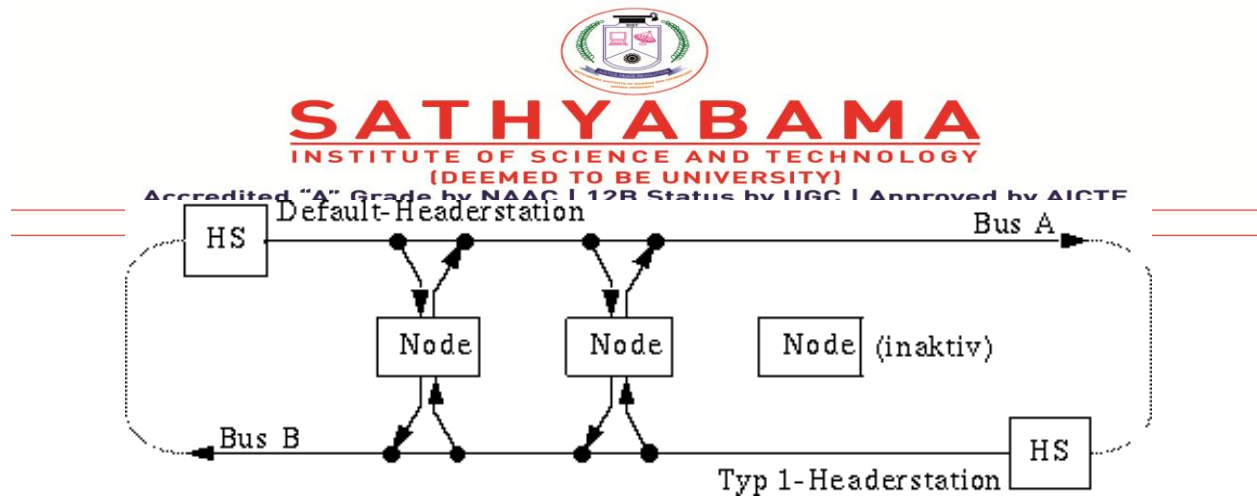 SATHYABAMA
INSTITUTE OF SCIENCE AND TECHNOLOGY
(DEEMED TO BE UNIVERSITY)
Accredited "A" Grade by NAAC | 12B Status by UGC | Approved by AICTE
Default-Headerstation
HS
Bus A
Node
Node
Node (inaktiv)
Bus B
HS
Typ 1-Headerstation